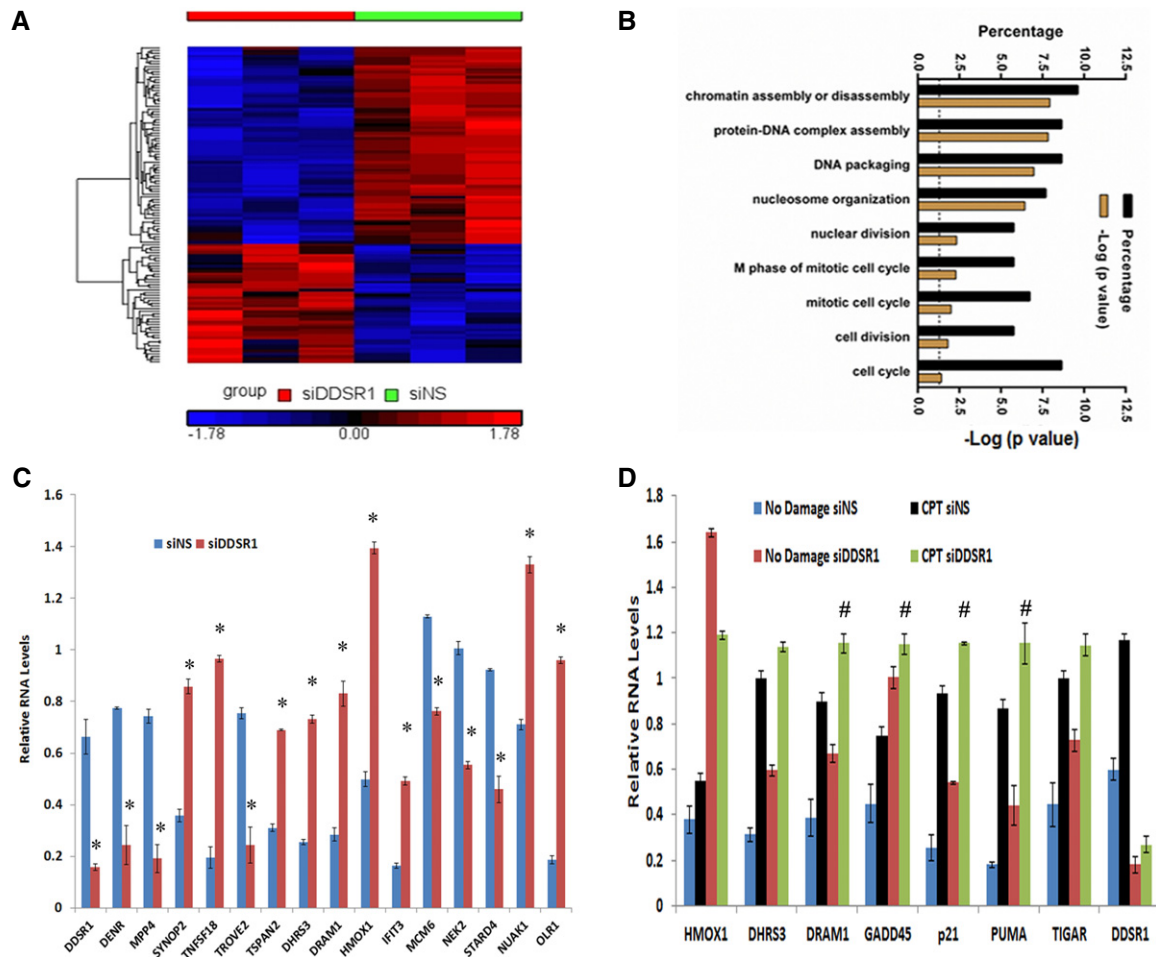 A
group siDDSR1 siNS
-1.78 0.00 1.78
B
Percentage
0.0 2.5 5.0 7.5 10.0 12.5
chromatin assembly or disassembly
protein-DNA complex assembly
DNA packaging
nucleosome organization
nuclear division
M phase of mitotic cell cycle
mitotic cell cycle
cell division
cell cycle
Percentage
-Log (p value)
0.0 2.5 5.0 7.5 10.0 12.5
-Log (p value)
C
Relative RNA Levels
1.6
1.4
1.2
1
0.8
0.6
0.4
0.2
0
siNS siDDSR1
* * * * * * * * * * * * * * * *
DDSR1 DENR MPP4 SYNOP2 TNFSF18 TROVE2 TSPAN2 DHRS3 DRAM1 HMOX1 IFIT3 MCM6 NEK2 STARD4 NUAK1 OLR1
D
Relative RNA Levels
1.8
1.6
1.4
1.2
1
0.8
0.6
0.4
0.2
0
No Damage siNS CPT siNS
No Damage siDDSR1 CPT siDDSR1
# # # #
HMOX1 DHRS3 DRAM1 GADD45 p21 PUMA TIGAR DDSR1